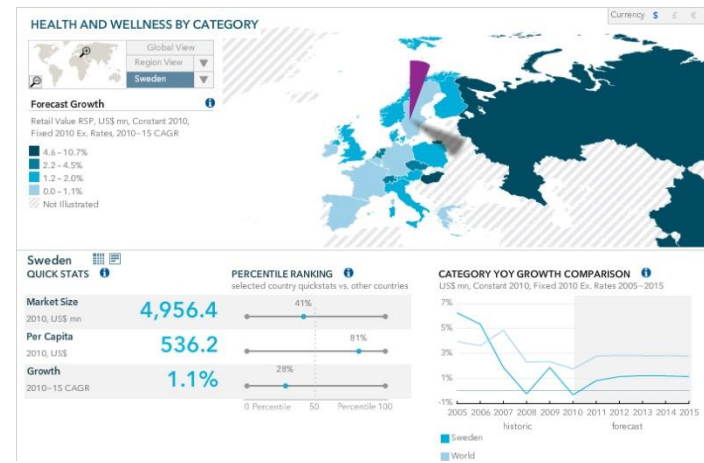 HEALTH AND WELLNESS BY CATEGORY
Currency $ £ €
Global View
Region View
Sweden
Forecast Growth
Retail Value RSP, US$ mn, Constant 2010,
Fixed 2010 Ex. Rates, 2010–15 CAGR
4.6 – 10.7%
2.2 – 4.5%
1.2 – 2.0%
0.0 – 1.1%
Not Illustrated
Sweden
QUICK STATS
Market Size
2010, US$ mn
4,956.4
Per Capita
2010, US$
536.2
Growth
2010–15 CAGR
1.1%
PERCENTILE RANKING
selected country quickstats vs. other countries
41%
81%
28%
0 Percentile 50 Percentile 100
CATEGORY YOY GROWTH COMPARISON
US$ mn, Constant 2010, Fixed 2010 Ex. Rates 2005–2015
7%
5%
3%
1%
-1%
2005 2006 2007 2008 2009 2010 2011 2012 2013 2014 2015
historic forecast
Sweden
World